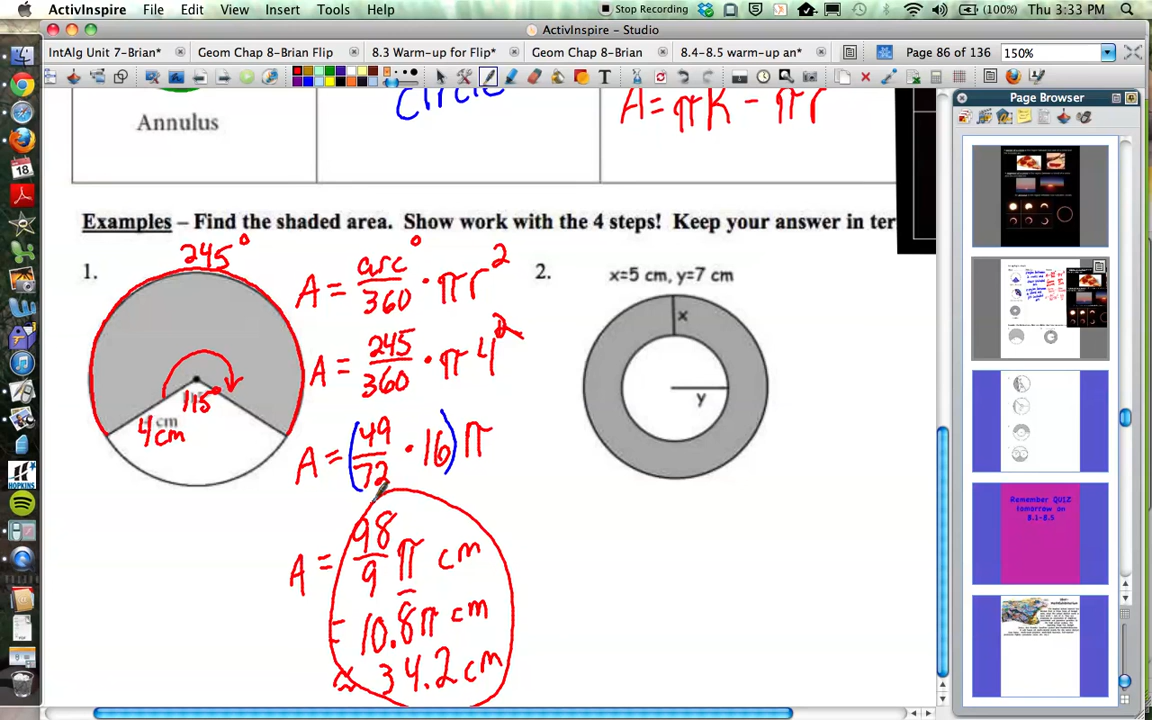 ActivInspire File Edit View Insert Tools Help Stop Recording (100%) Thu 3:33 PM
ActivInspire - Studio
IntAlg Unit 7-Brian* Geom Chap 8-Brian Flip 8.3 Warm-up for Flip* Geom Chap 8-Brian 8.4-8.5 warm-up an* Page 86 of 136 150%
Page Browser
Circle
A = πR - πr
Annulus
Examples – Find the shaded area. Show work with the 4 steps! Keep your answer in ter
1.
245°
115°
4cm
cm
A = arc°/360 · πr²
A = 245/360 · π4²
A = (49/72 · 16)π
A = 98/9 π cm
= 10.8π cm
≈ 34.2 cm
2. x=5 cm, y=7 cm
x
y
Remember QUIZ
tomorrow on
8.1-8.5